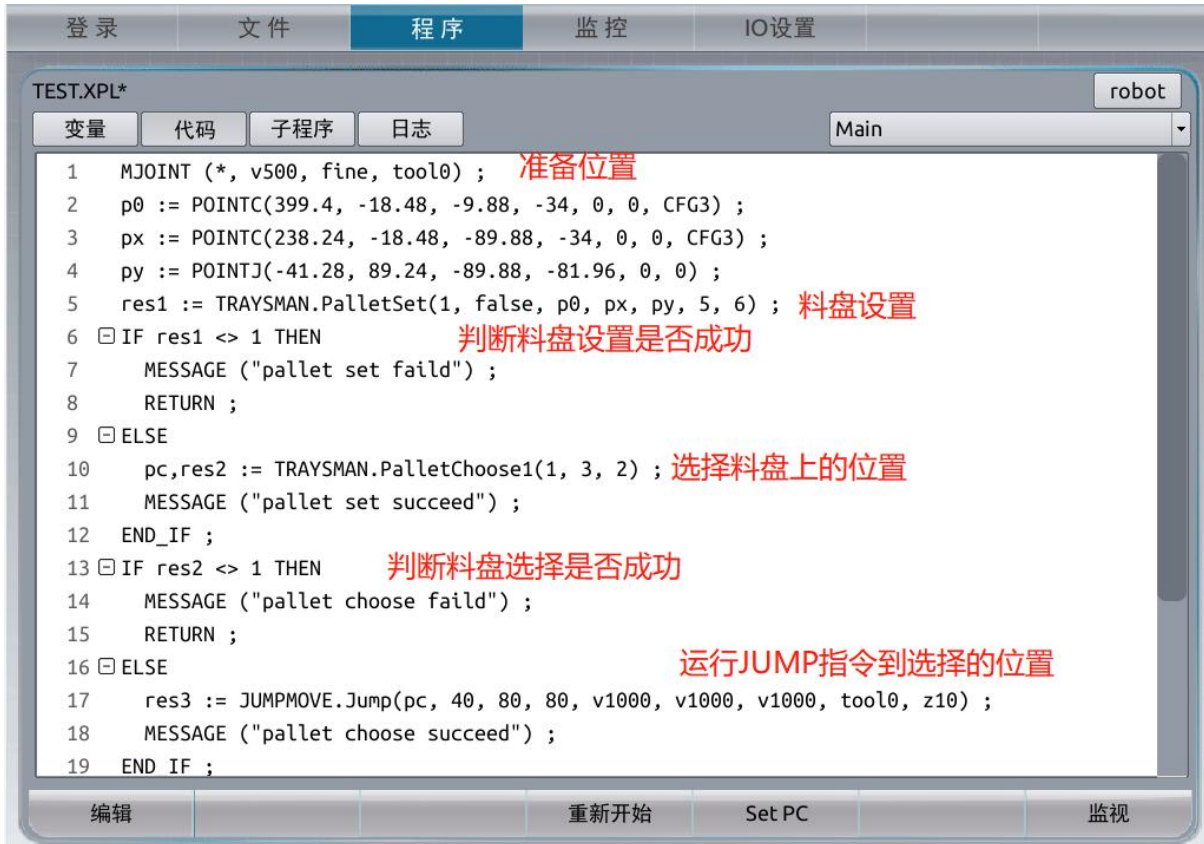 登录 文件 程序 监控 IO设置
TEST.XPL* robot
变量 代码 子程序 日志 Main
1 MJOINT (*, v500, fine, tool0) ; 准备位置
2 p0 := POINTC(399.4, -18.48, -9.88, -34, 0, 0, CFG3) ;
3 px := POINTC(238.24, -18.48, -89.88, -34, 0, 0, CFG3) ;
4 py := POINTJ(-41.28, 89.24, -89.88, -81.96, 0, 0) ;
5 res1 := TRAYSMAN.PalletSet(1, false, p0, px, py, 5, 6) ; 料盘设置
6 IF res1 <> 1 THEN 判断料盘设置是否成功
7 MESSAGE ("pallet set faild") ;
8 RETURN ;
9 ELSE
10 pc,res2 := TRAYSMAN.PalletChoose1(1, 3, 2) ; 选择料盘上的位置
11 MESSAGE ("pallet set succeed") ;
12 END_IF ;
13 IF res2 <> 1 THEN 判断料盘选择是否成功
14 MESSAGE ("pallet choose faild") ;
15 RETURN ;
16 ELSE 运行JUMP指令到选择的位置
17 res3 := JUMPMOVE.Jump(pc, 40, 80, 80, v1000, v1000, v1000, tool0, z10) ;
18 MESSAGE ("pallet choose succeed") ;
19 END_IF ;
编辑 重新开始 Set PC 监视